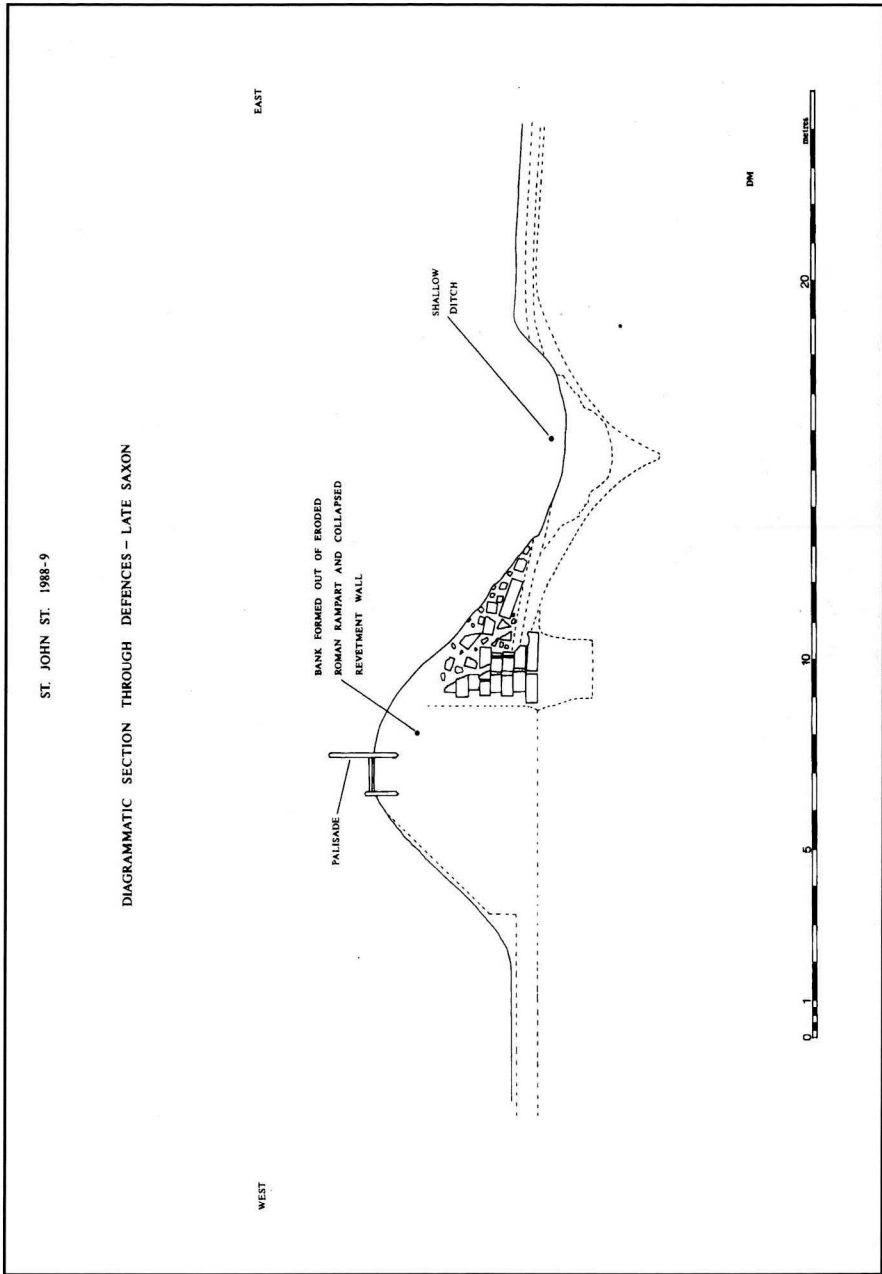 ST. JOHN ST. 1988-9
DIAGRAMMATIC SECTION THROUGH DEFENCES – LATE SAXON
WEST
EAST
PALISADE
BANK FORMED OUT OF ERODED
ROMAN RAMPART AND COLLAPSED
REVETMENT WALL
SHALLOW
DITCH
DM
0 1 5 10 20 metres